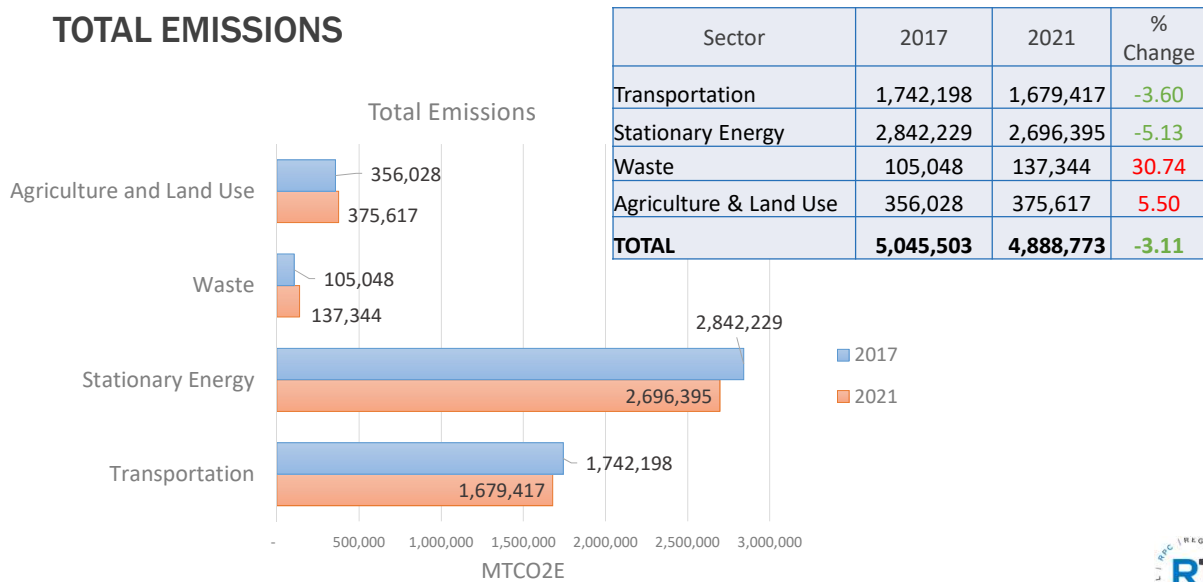 TOTAL EMISSIONS
Sector 2017 2021 % Change
Transportation 1,742,198 1,679,417 -3.60
Stationary Energy 2,842,229 2,696,395 -5.13
Waste 105,048 137,344 30.74
Agriculture & Land Use 356,028 375,617 5.50
TOTAL 5,045,503 4,888,773 -3.11
Total Emissions
Agriculture and Land Use
356,028
375,617
Waste
105,048
137,344
Stationary Energy
2,842,229
2,696,395
Transportation
1,742,198
1,679,417
2017
2021
- 500,000 1,000,000 1,500,000 2,000,000 2,500,000 3,000,000
MTCO2E
RPC